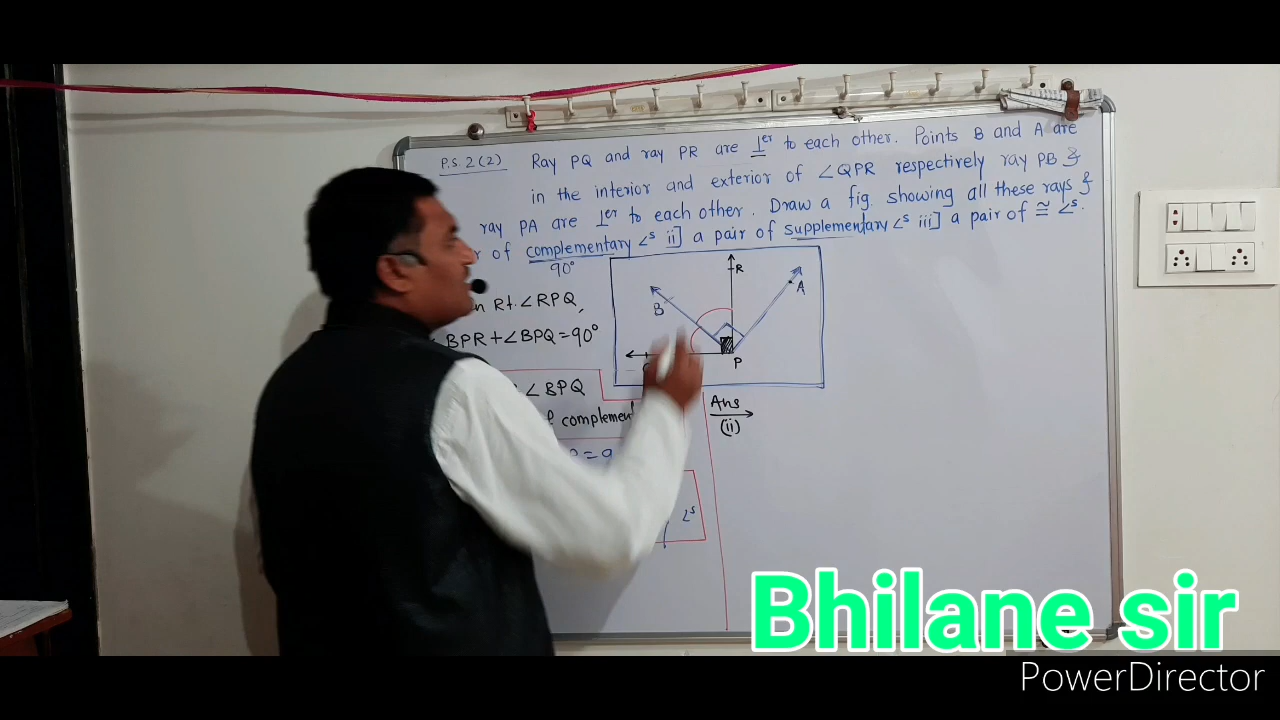 P.S. 2(2) Ray PQ and ray PR are ⊥er to each other. Points B and A are
in the interior and exterior of ∠QPR respectively ray PB &
ray PA are ⊥er to each other. Draw a fig. showing all these rays &
of complementary ∠s ii] a pair of supplementary ∠s iii] a pair of ≅ ∠s.
90°
Rt. ∠RPQ,
BPR + ∠BPQ = 90°
∠BPQ
R
A
B
P
Ans
(ii)
∠s
Bhilane sir
PowerDirector